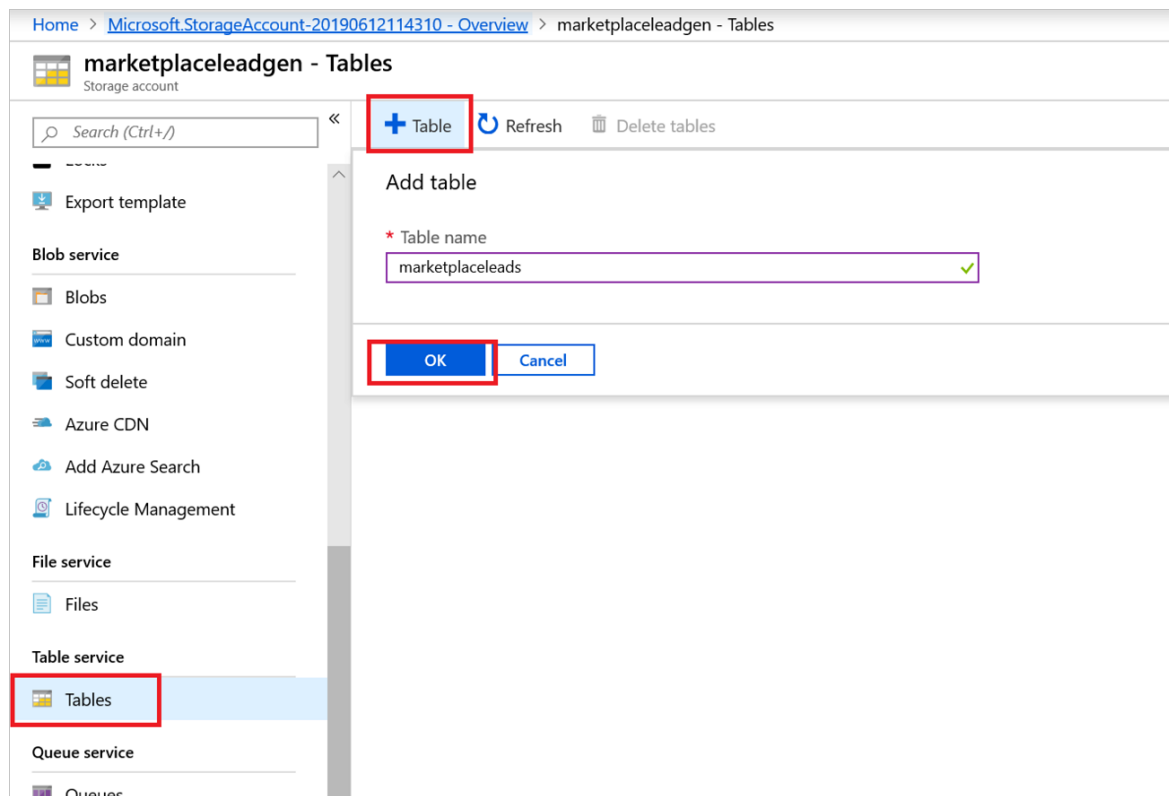 Home > Microsoft.StorageAccount-20190612114310 - Overview > marketplaceleadgen - Tables
marketplaceleadgen - Tables
Storage account
Search (Ctrl+/)
«
Export template
Blob service
Blobs
Custom domain
Soft delete
Azure CDN
Add Azure Search
Lifecycle Management
File service
Files
Table service
Tables
Queue service
Queues
+ Table
Refresh
Delete tables
Add table
* Table name
marketplaceleads
OK
Cancel